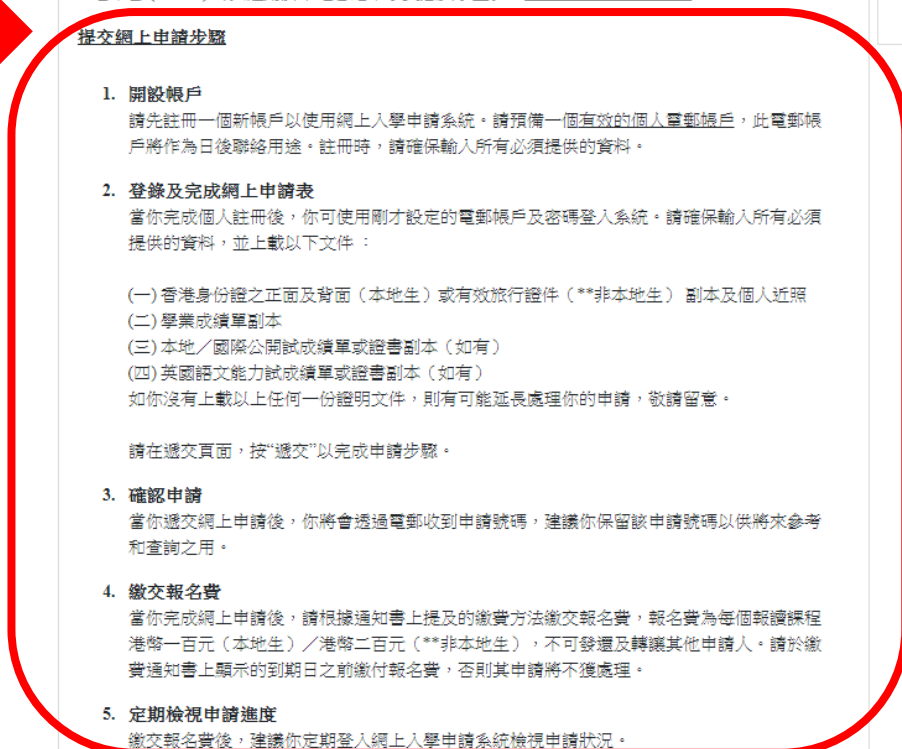 提交網上申請步驟
1. 開設帳戶
請先註冊一個新帳戶以使用網上入學申請系統。請預備一個有效的個人電郵帳戶，此電郵帳
戶將作為日後聯絡用途。註冊時，請確保輸入所有必須提供的資料。
2. 登錄及完成網上申請表
當你完成個人註冊後，你可使用剛才設定的電郵帳戶及密碼登入系統。請確保輸入所有必須
提供的資料，並上載以下文件：
(一) 香港身份證之正面及背面（本地生）或有效旅行證件（**非本地生） 副本及個人近照
(二) 學業成績單副本
(三) 本地／國際公開試成績單或證書副本（如有）
(四) 英國語文能力試成績單或證書副本（如有）
如你沒有上載以上任何一份證明文件，則有可能延長處理你的申請，敬請留意。
請在遞交頁面，按“遞交”以完成申請步驟。
3. 確認申請
當你遞交網上申請後，你將會透過電郵收到申請號碼，建議你保留該申請號碼以供將來參考
和查詢之用。
4. 繳交報名費
當你完成網上申請後，請根據通知書上提及的繳費方法繳交報名費，報名費為每個報讀課程
港幣一百元（本地生）／港幣二百元（**非本地生），不可發還及轉讓其他申請人。請於繳
費通知書上顯示的到期日之前繳付報名費，否則其申請將不獲處理。
5. 定期檢視申請進度
繳交報名費後，建議你定期登入網上入學申請系統檢視申請狀況。